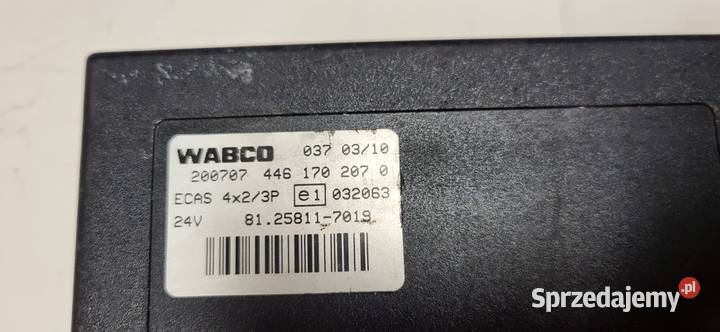 WABCO 037 03/10
200707 446 170 207 0
ECAS 4x2/3P e1 032063
24V 81.25811-7019
Sprzedajemy.pl